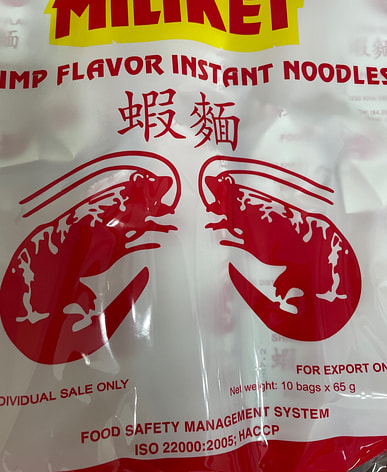 MILIKET
IMP FLAVOR INSTANT NOODLES
蝦麵
DIVIDUAL SALE ONLY
FOR EXPORT ON
Net weight: 10 bags x 65 g
FOOD SAFETY MANAGEMENT SYSTEM
ISO 22000:2005; HACCP